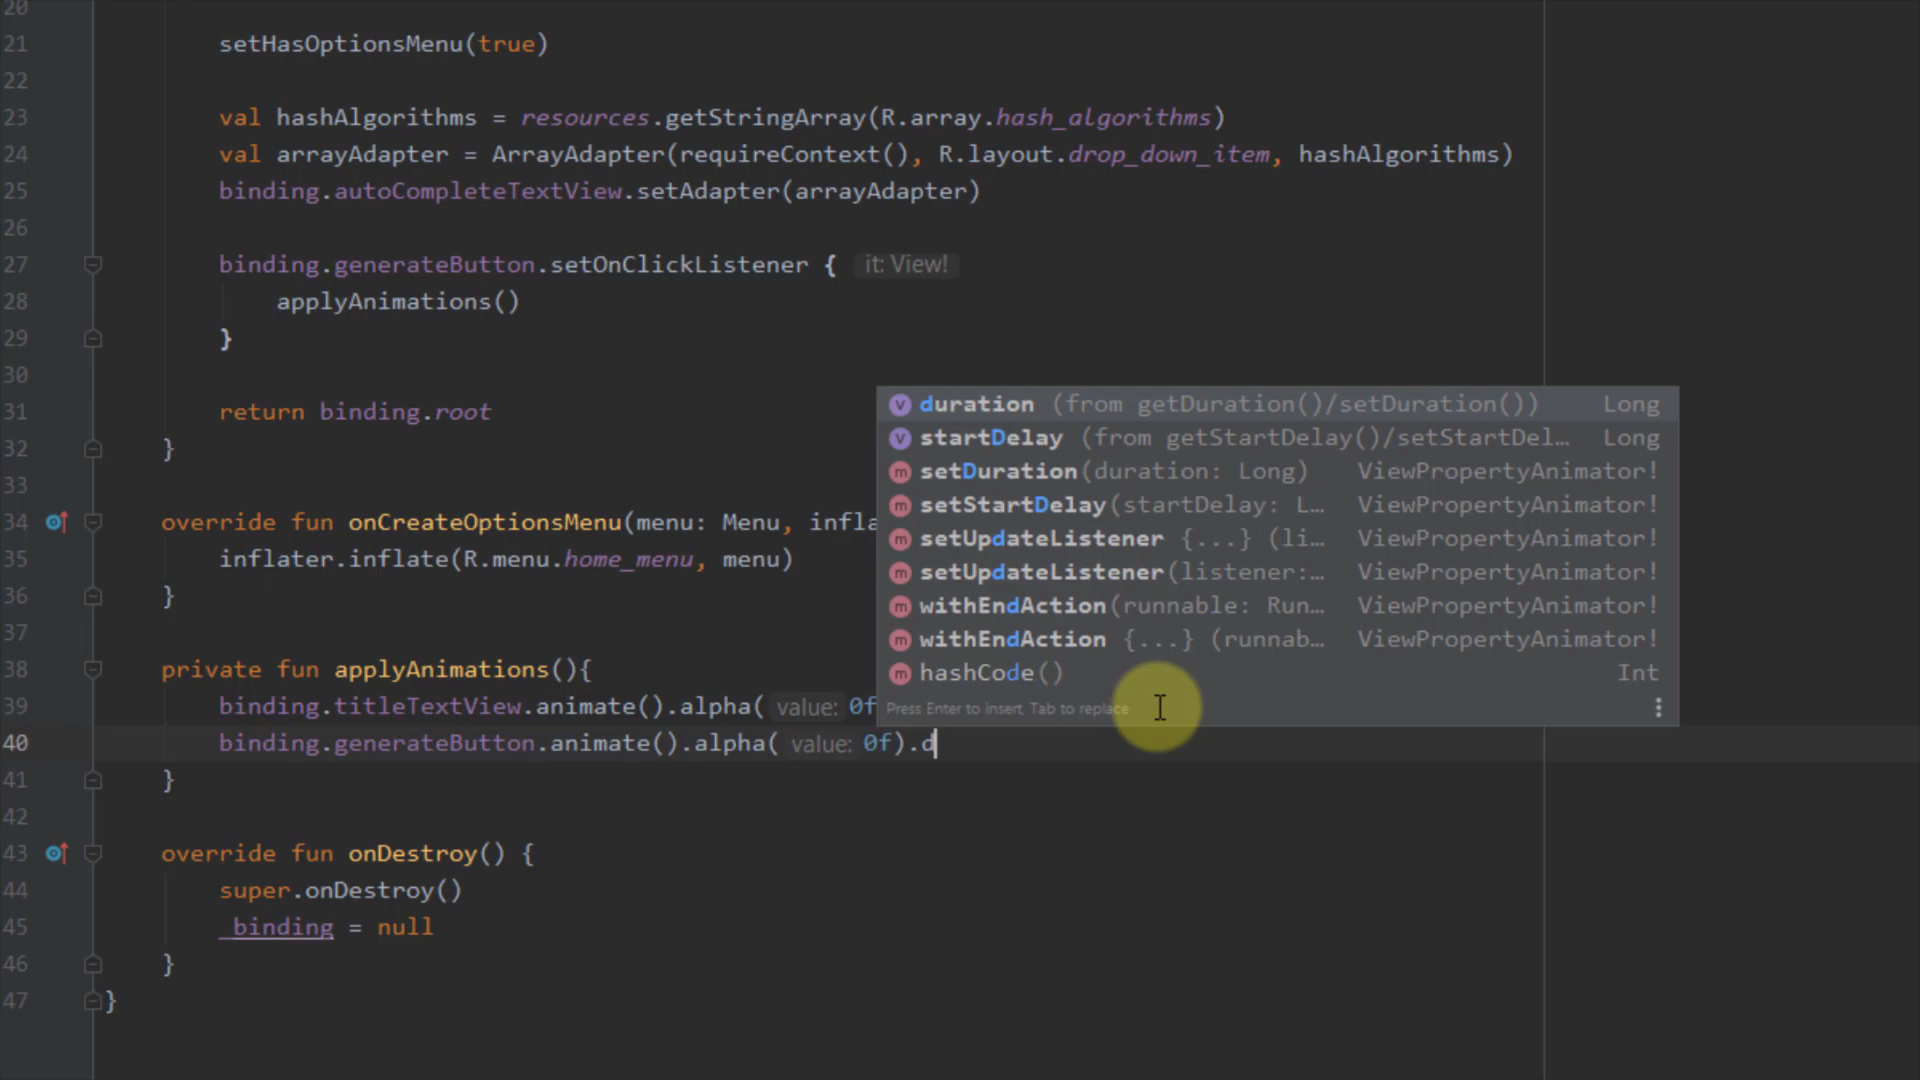 20
21 setHasOptionsMenu(true)
22
23 val hashAlgorithms = resources.getStringArray(R.array.hash_algorithms)
24 val arrayAdapter = ArrayAdapter(requireContext(), R.layout.drop_down_item, hashAlgorithms)
25 binding.autoCompleteTextView.setAdapter(arrayAdapter)
26
27 binding.generateButton.setOnClickListener { it: View!
28 applyAnimations()
29 }
30
31 return binding.root
32 }
33
34 override fun onCreateOptionsMenu(menu: Menu, infla
35 inflater.inflate(R.menu.home_menu, menu)
36 }
37
38 private fun applyAnimations(){
39 binding.titleTextView.animate().alpha( value: 0f
40 binding.generateButton.animate().alpha( value: 0f).d
41 }
42
43 override fun onDestroy() {
44 super.onDestroy()
45 _binding = null
46 }
47 }
v duration (from getDuration()/setDuration()) Long
v startDelay (from getStartDelay()/setStartDel… Long
m setDuration(duration: Long) ViewPropertyAnimator!
m setStartDelay(startDelay: L… ViewPropertyAnimator!
m setUpdateListener {...} (li… ViewPropertyAnimator!
m setUpdateListener(listener:… ViewPropertyAnimator!
m withEndAction(runnable: Run… ViewPropertyAnimator!
m withEndAction {...} (runnab… ViewPropertyAnimator!
m hashCode() Int
Press Enter to insert, Tab to replace